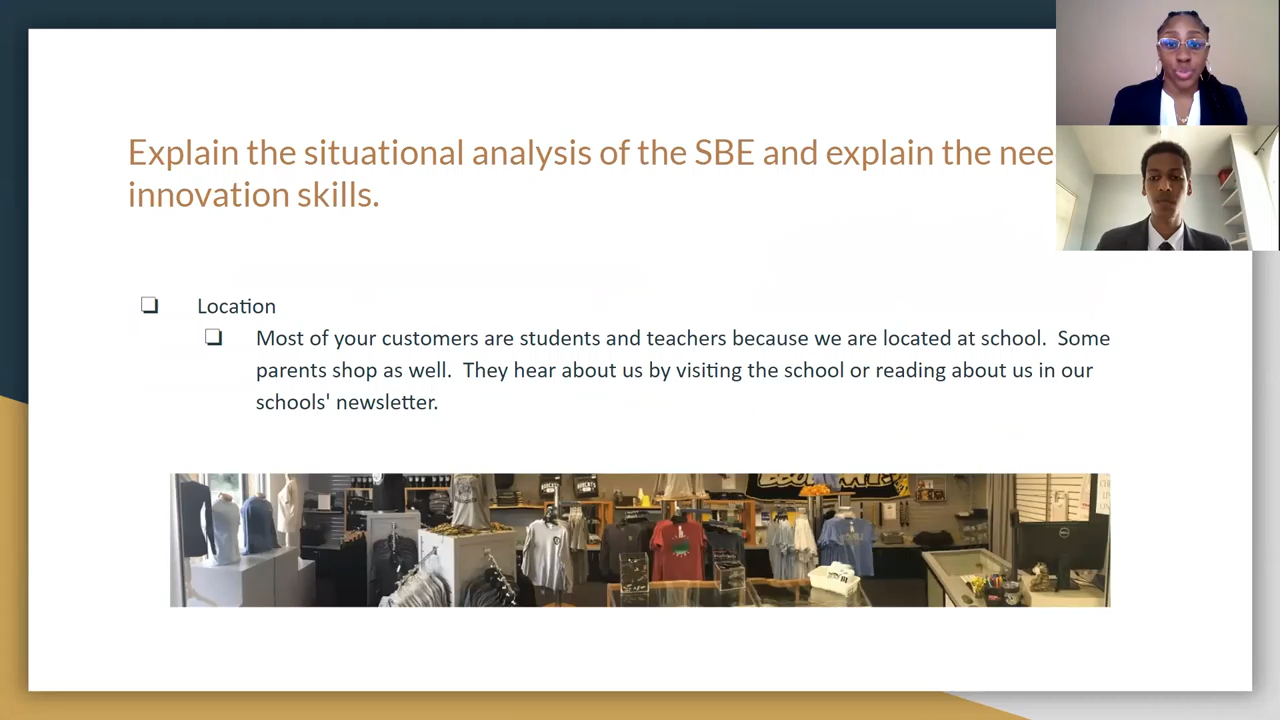 Explain the situational analysis of the SBE and explain the nee
innovation skills.
Location
Most of your customers are students and teachers because we are located at school. Some
parents shop as well. They hear about us by visiting the school or reading about us in our
schools' newsletter.